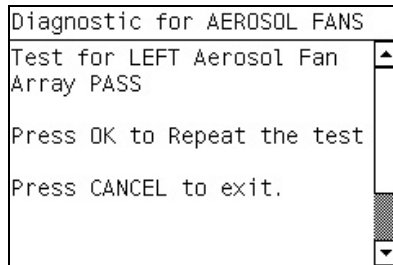 Diagnostic for AEROSOL FANS
Test for LEFT Aerosol Fan
Array PASS
Press OK to Repeat the test
Press CANCEL to exit.